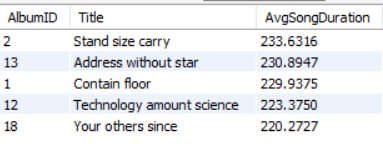 AlbumID Title AvgSongDuration
2 Stand size carry 233.6316
13 Address without star 230.8947
1 Contain floor 229.9375
12 Technology amount science 223.3750
18 Your others since 220.2727